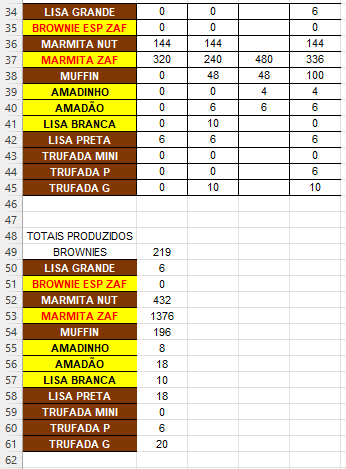 34 LISA GRANDE 0 0 6
35 BROWNIE ESP ZAF 0 0 0
36 MARMITA NUT 144 144 144
37 MARMITA ZAF 320 240 480 336
38 MUFFIN 0 48 48 100
39 AMADINHO 0 0 4 4
40 AMADÃO 0 6 6 6
41 LISA BRANCA 0 10 0
42 LISA PRETA 6 6 6
43 TRUFADA MINI 0 0 0
44 TRUFADA P 0 0 6
45 TRUFADA G 0 10 10
46
47
48 TOTAIS PRODUZIDOS
49 BROWNIES 219
50 LISA GRANDE 6
51 BROWNIE ESP ZAF 0
52 MARMITA NUT 432
53 MARMITA ZAF 1376
54 MUFFIN 196
55 AMADINHO 8
56 AMADÃO 18
57 LISA BRANCA 10
58 LISA PRETA 18
59 TRUFADA MINI 0
60 TRUFADA P 6
61 TRUFADA G 20
62